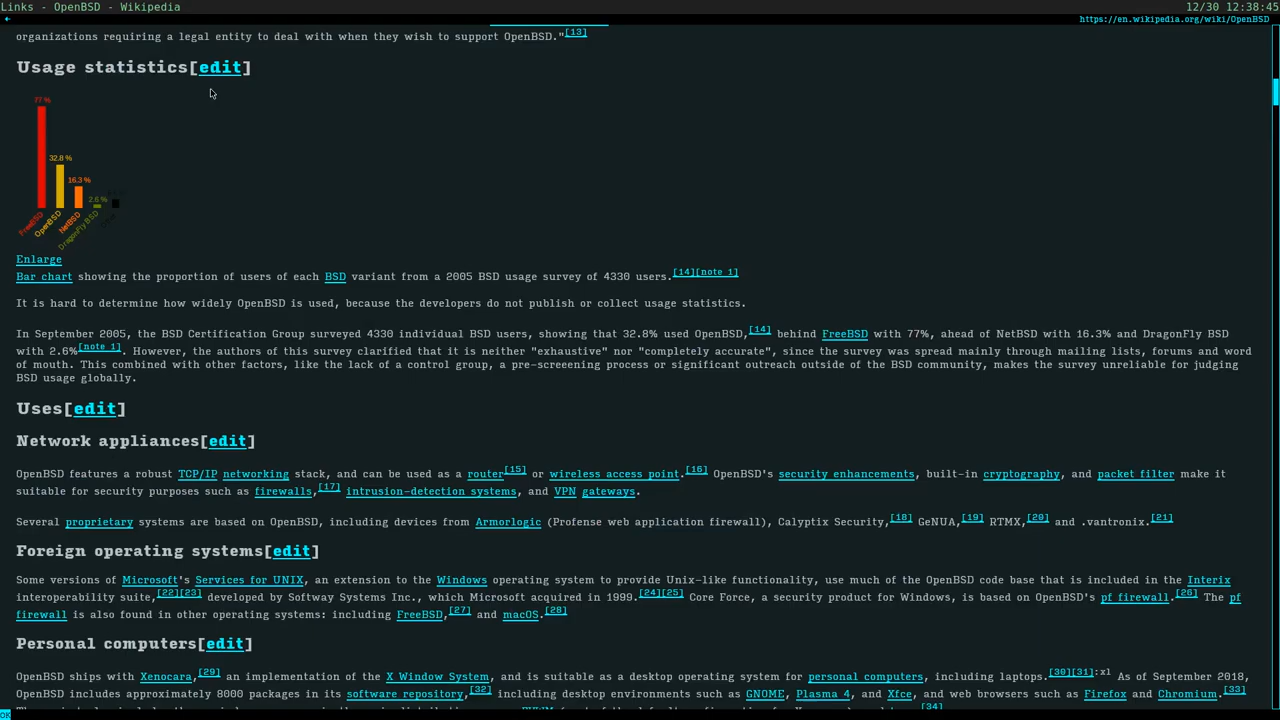 Links - OpenBSD - Wikipedia 12/30 12:38:45
← https://en.wikipedia.org/wiki/OpenBSD
organizations requiring a legal entity to deal with when they wish to support OpenBSD."[13]
Usage statistics[edit]
77 %
32.8 %
16.3 %
2.6 %
FreeBSD
OpenBSD
NetBSD
DragonFly BSD
Enlarge
Bar chart showing the proportion of users of each BSD variant from a 2005 BSD usage survey of 4330 users.[14][note 1]
It is hard to determine how widely OpenBSD is used, because the developers do not publish or collect usage statistics.
In September 2005, the BSD Certification Group surveyed 4330 individual BSD users, showing that 32.8% used OpenBSD,[14] behind FreeBSD with 77%, ahead of NetBSD with 16.3% and DragonFly BSD
with 2.6%[note 1]. However, the authors of this survey clarified that it is neither "exhaustive" nor "completely accurate", since the survey was spread mainly through mailing lists, forums and word
of mouth. This combined with other factors, like the lack of a control group, a pre-screeening process or significant outreach outside of the BSD community, makes the survey unreliable for judging
BSD usage globally.
Uses[edit]
Network appliances[edit]
OpenBSD features a robust TCP/IP networking stack, and can be used as a router[15] or wireless access point.[16] OpenBSD's security enhancements, built-in cryptography, and packet filter make it
suitable for security purposes such as firewalls,[17] intrusion-detection systems, and VPN gateways.
Several proprietary systems are based on OpenBSD, including devices from Armorlogic (Profense web application firewall), Calyptix Security,[18] GeNUA,[19] RTMX,[20] and .vantronix.[21]
Foreign operating systems[edit]
Some versions of Microsoft's Services for UNIX, an extension to the Windows operating system to provide Unix-like functionality, use much of the OpenBSD code base that is included in the Interix
interoperability suite,[22][23] developed by Softway Systems Inc., which Microsoft acquired in 1999.[24][25] Core Force, a security product for Windows, is based on OpenBSD's pf firewall.[26] The pf
firewall is also found in other operating systems: including FreeBSD,[27] and macOS.[28]
Personal computers[edit]
OpenBSD ships with Xenocara,[29] an implementation of the X Window System, and is suitable as a desktop operating system for personal computers, including laptops.[30][31]:xl As of September 2018,
OpenBSD includes approximately 8000 packages in its software repository,[32] including desktop environments such as GNOME, Plasma 4, and Xfce, and web browsers such as Firefox and Chromium.[33]
[34]
OK